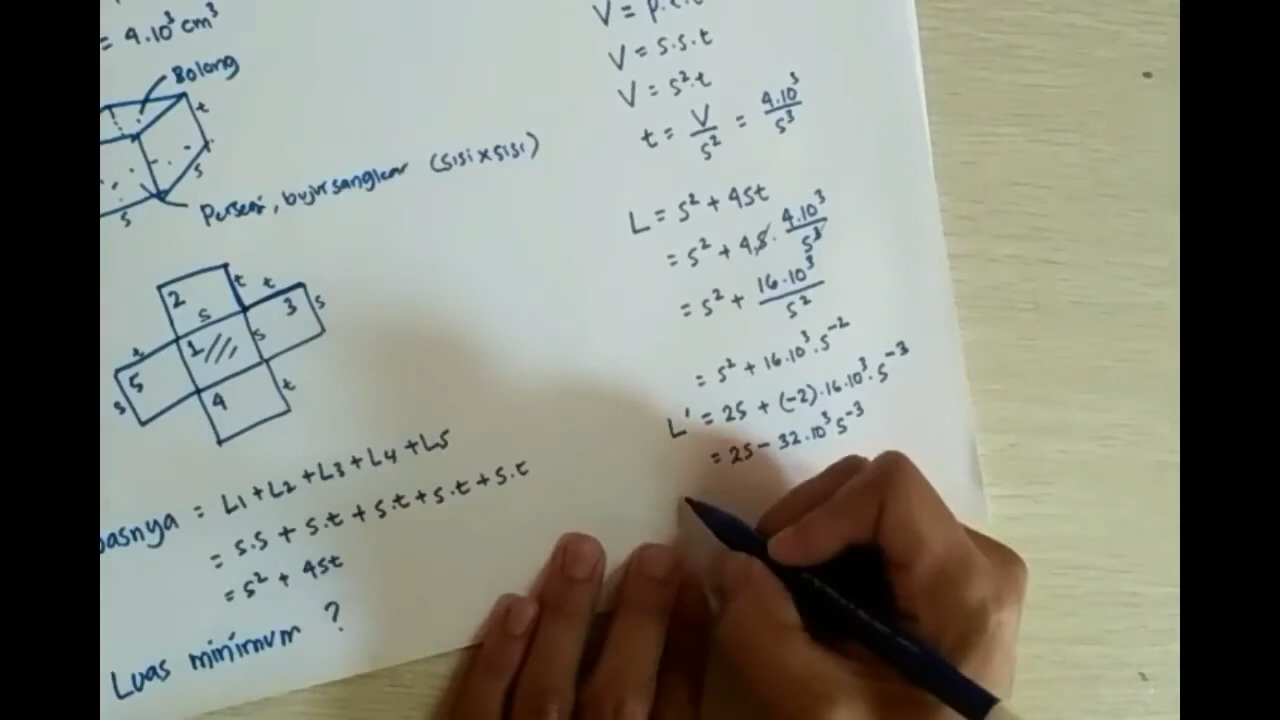 = 4.10³ cm³
Bolong
t
s
s
Persegi, bujur sangkar (sisi x sisi)
2
t
t
s
3
s
t
1
s
5
s
4
t
= L1 + L2 + L3 + L4 + L5
= s.s + s.t + s.t + s.t + s.t
= s² + 4st
Luas minimum ?
V = p.l.t
V = s.s.t
V = s².t
t = V/s² = 4.10³/s³
L = s² + 4st
= s² + 4s . 4.10³/s³
= s² + 16.10³/s²
= s² + 16.10³.s⁻²
L' = 2s + (-2).16.10³.s⁻³
= 2s - 32.10³ s⁻³